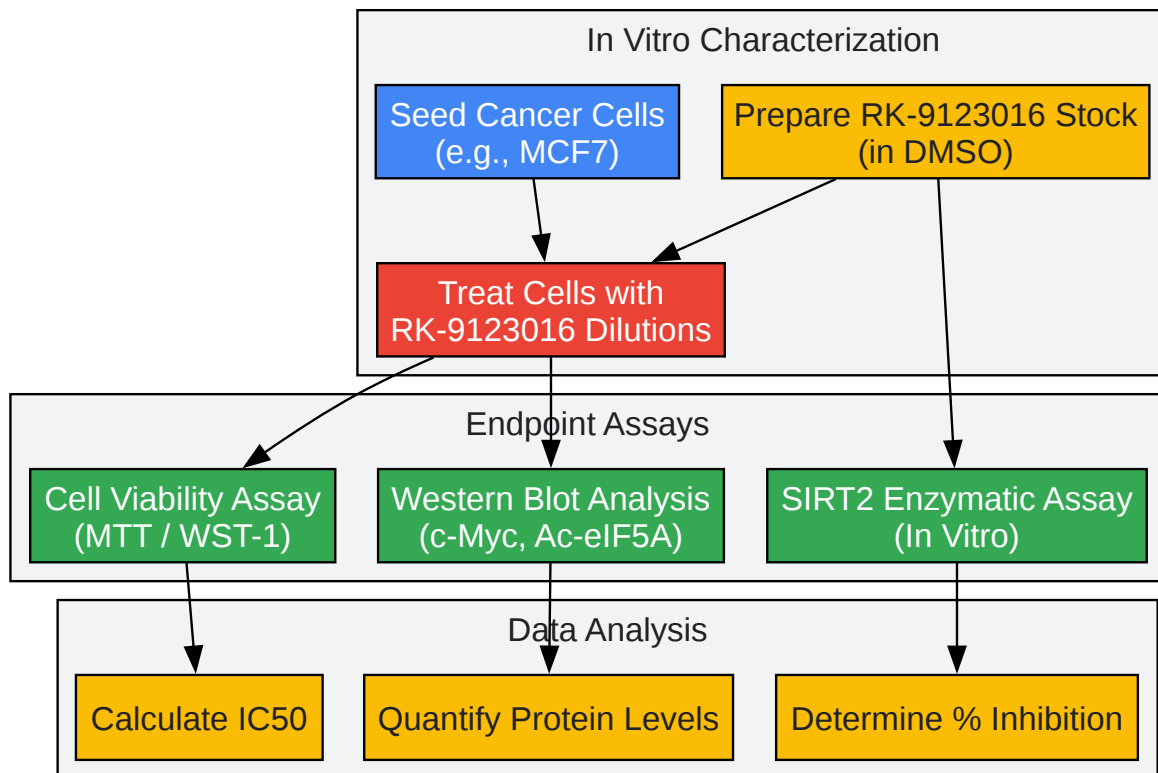 In Vitro Characterization
Seed Cancer Cells
(e.g., MCF7)
Prepare RK-9123016 Stock
(in DMSO)
Treat Cells with
RK-9123016 Dilutions
Endpoint Assays
Cell Viability Assay
(MTT / WST-1)
Western Blot Analysis
(c-Myc, Ac-eIF5A)
SIRT2 Enzymatic Assay
(In Vitro)
Data Analysis
Calculate IC50
Quantify Protein Levels
Determine % Inhibition